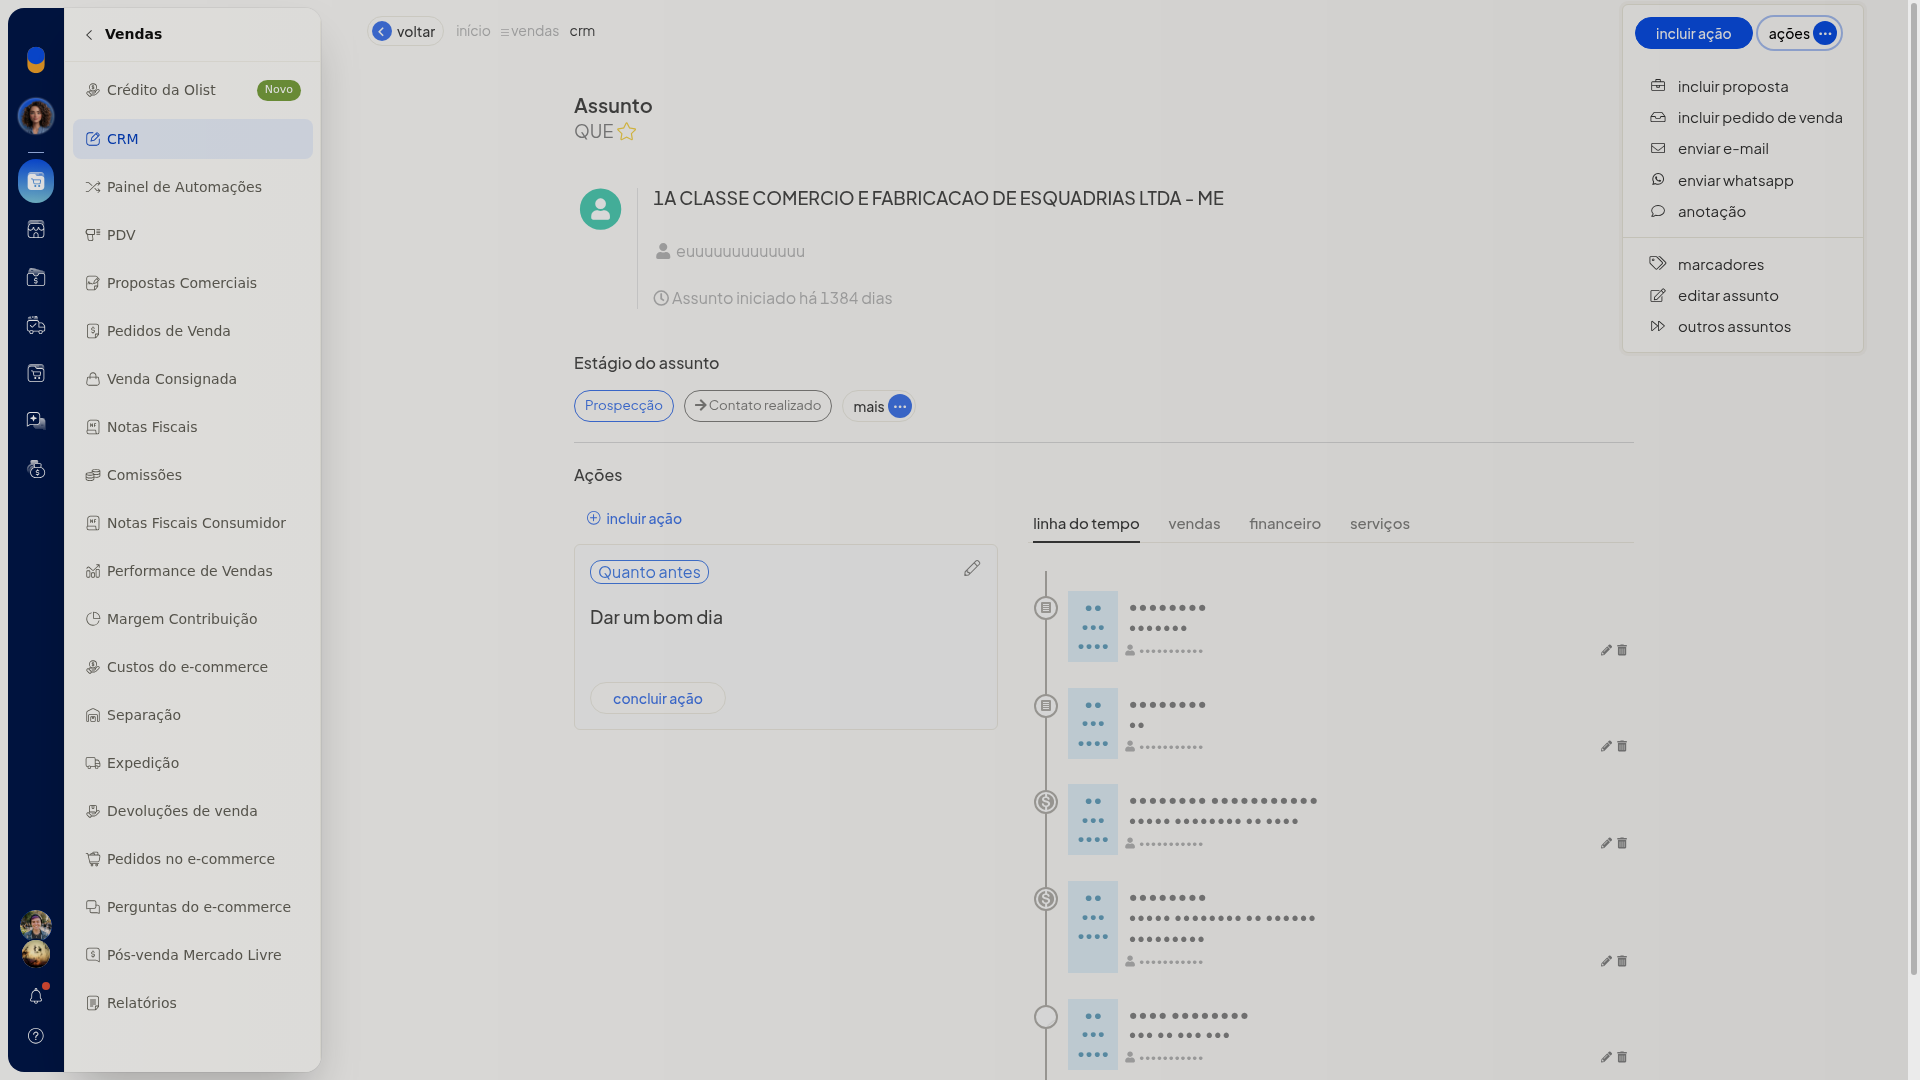 Vendas
Crédito da Olist
Novo
CRM
Painel de Automações
PDV
Propostas Comerciais
Pedidos de Venda
Venda Consignada
Notas Fiscais
Comissões
Notas Fiscais Consumidor
Performance de Vendas
Margem Contribuição
Custos do e-commerce
Separação
Expedição
Devoluções de venda
Pedidos no e-commerce
Perguntas do e-commerce
Pós-venda Mercado Livre
Relatórios
voltar início vendas crm
Assunto
QUE
1A CLASSE COMERCIO E FABRICACAO DE ESQUADRIAS LTDA - ME
euuuuuuuuuuuuu
Assunto iniciado há 1384 dias
Estágio do assunto
Prospecção Contato realizado mais
Ações
incluir ação
Quanto antes
Dar um bom dia
concluir ação
linha do tempo vendas financeiro serviços
incluir ação ações
incluir proposta
incluir pedido de venda
enviar e-mail
enviar whatsapp
anotação
marcadores
editar assunto
outros assuntos